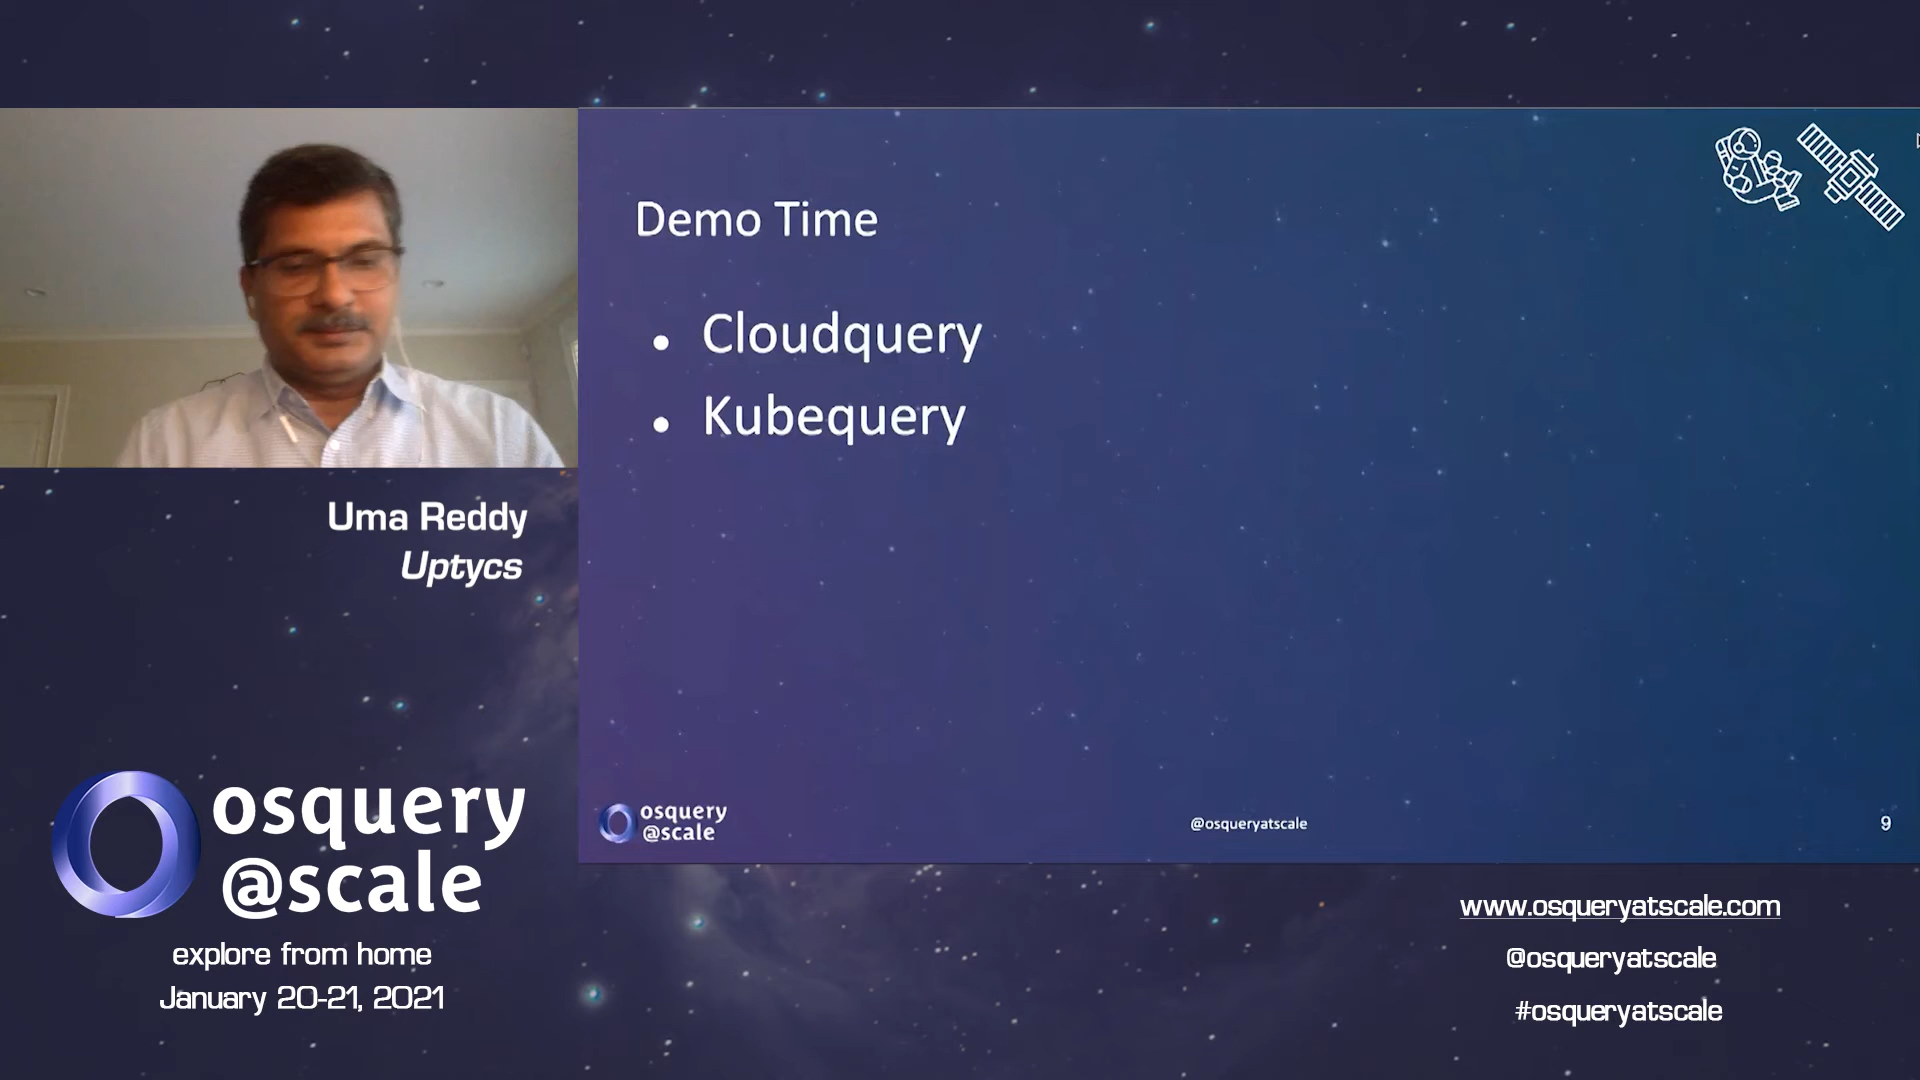 Demo Time
• Cloudquery
• Kubequery
osquery
@scale
@osqueryatscale
9
Uma Reddy
Uptycs
osquery
@scale
explore from home
January 20-21, 2021
www.osqueryatscale.com
@osqueryatscale
#osqueryatscale